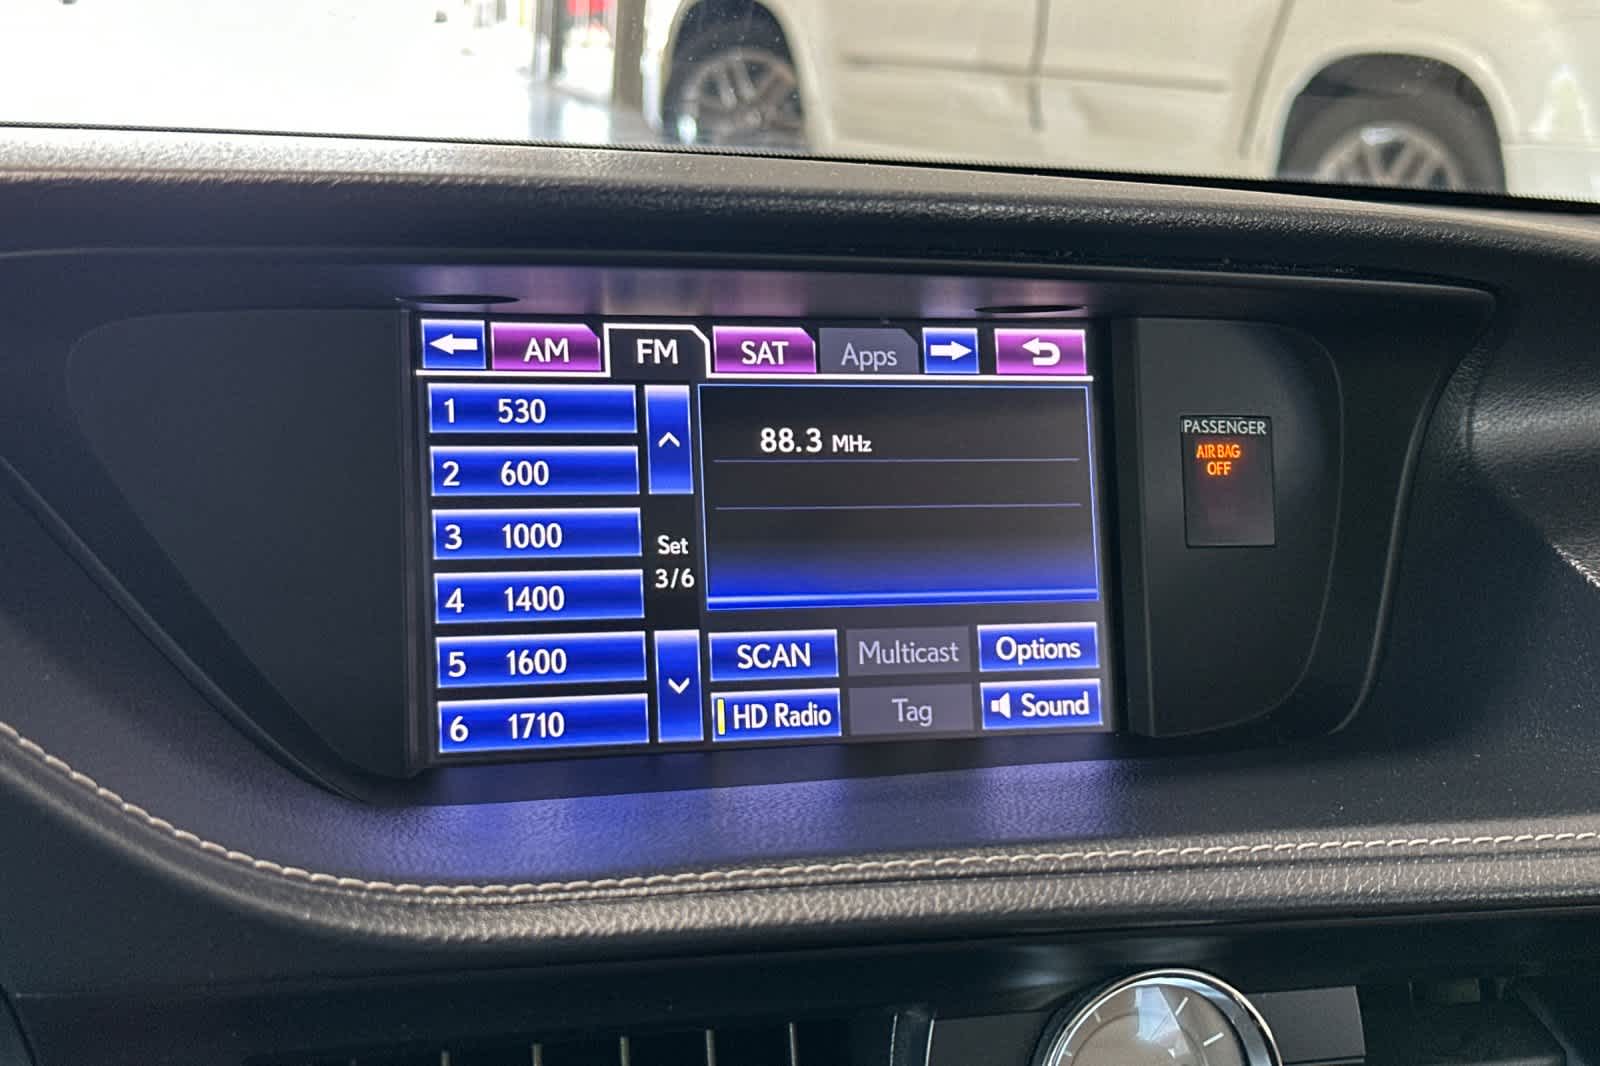 AM FM SAT Apps
1 530
2 600
3 1000
4 1400
5 1600
6 1710
Set
3/6
88.3 MHz
SCAN Multicast Options
HD Radio Tag Sound
PASSENGER
AIR BAG
OFF